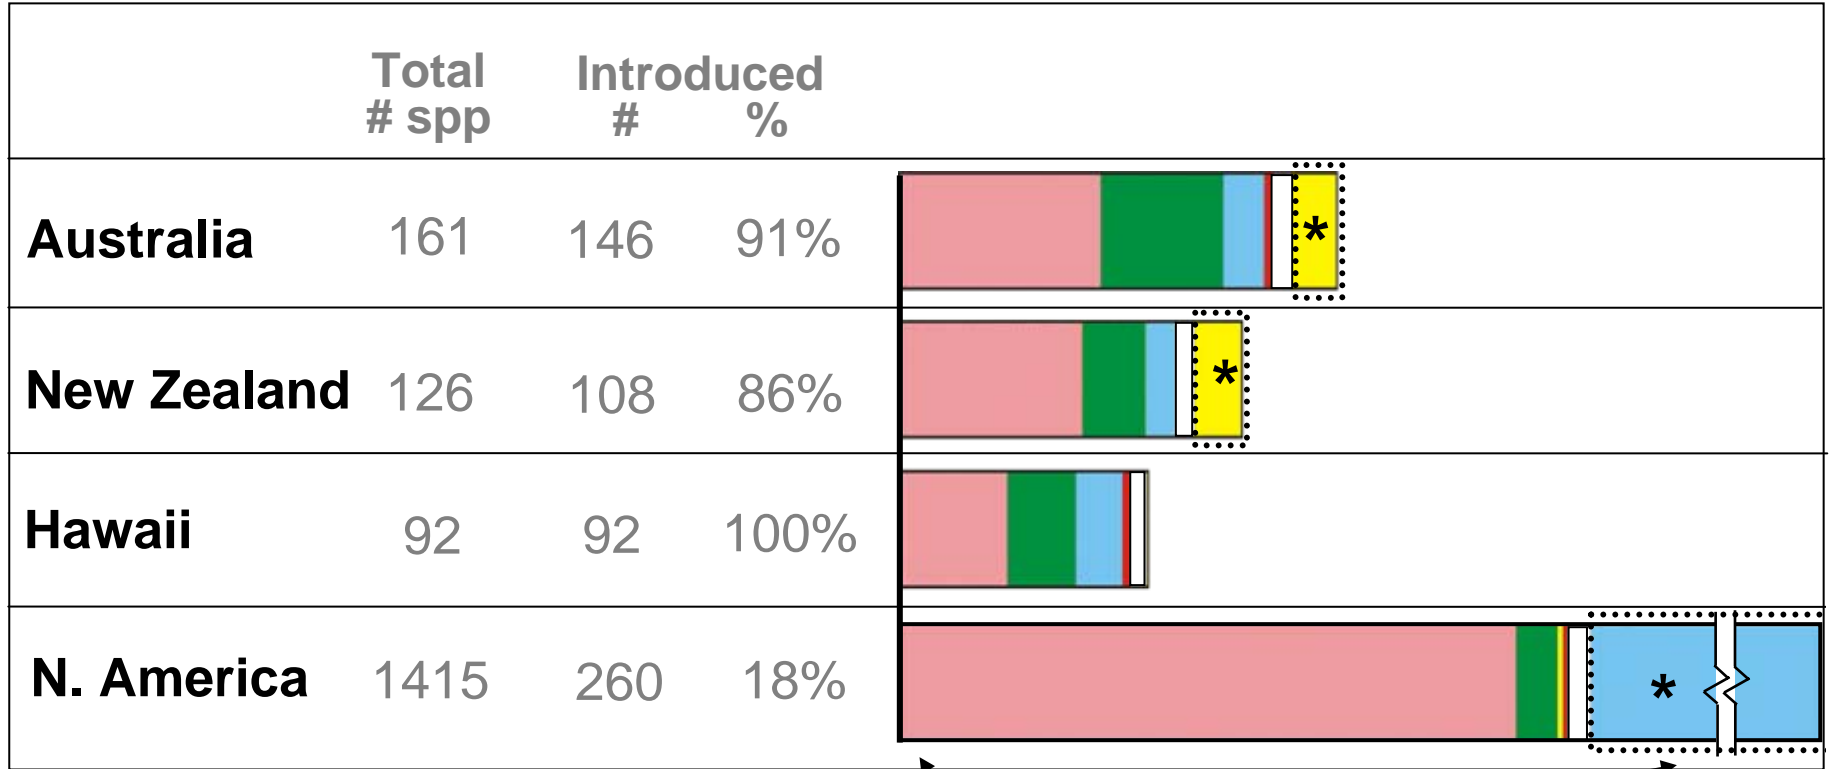 Total Introduced
# spp # %
Australia 161 146 91%
*
New Zealand 126 108 86%
*
Hawaii 92 92 100%
N. America 1415 260 18%
*